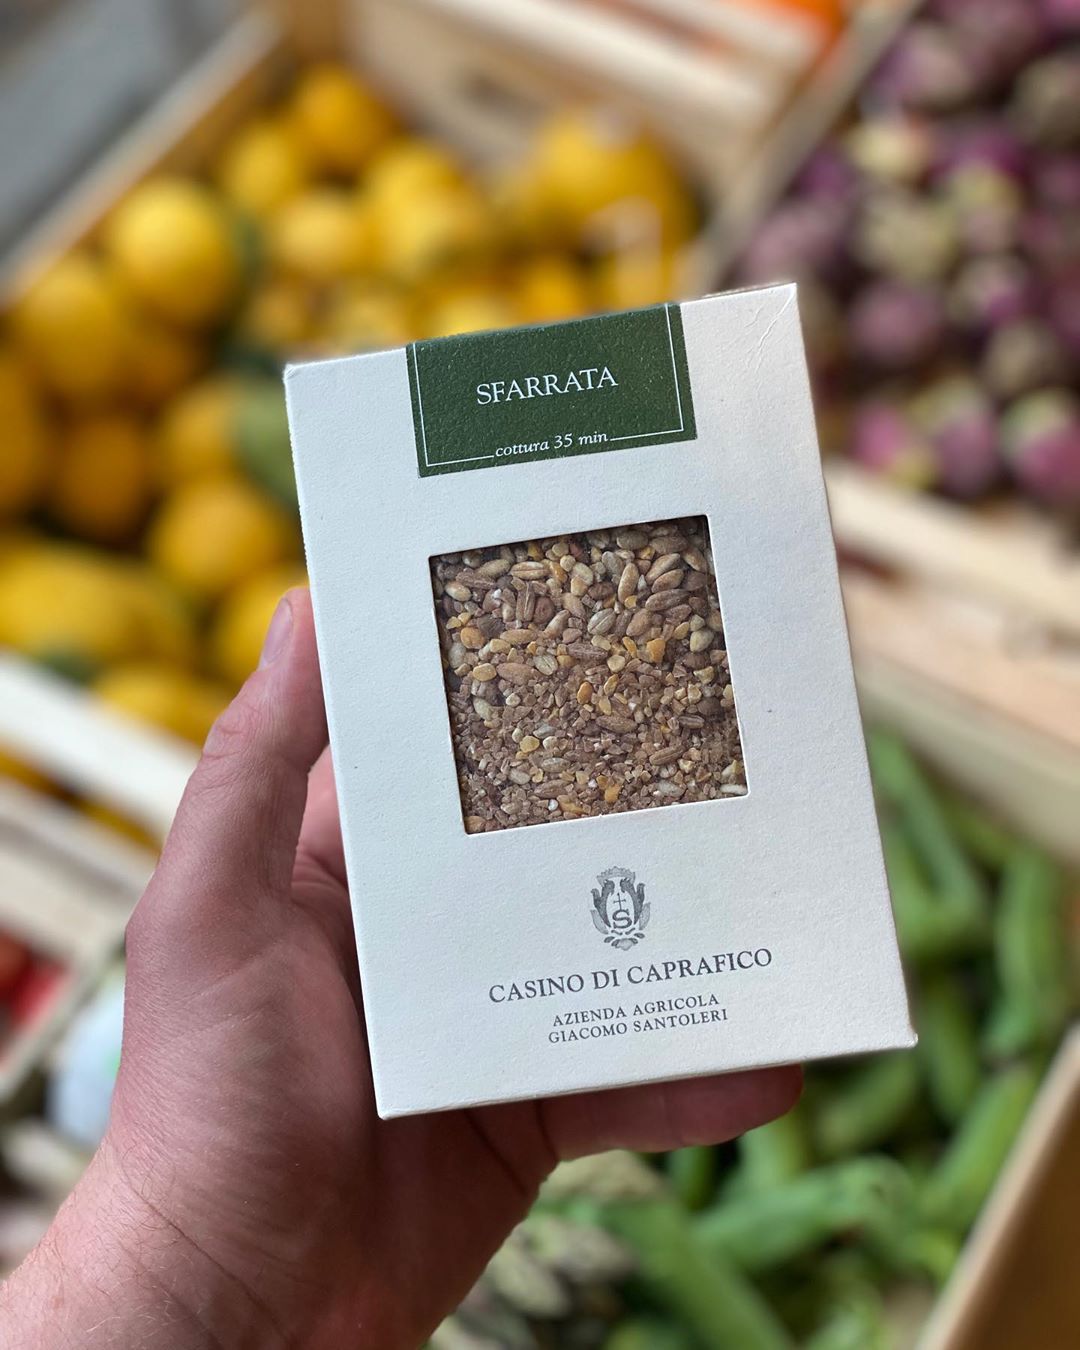 SFARRATA
cottura 35 min
S
CASINO DI CAPRAFICO
AZIENDA AGRICOLA
GIACOMO SANTOLERI